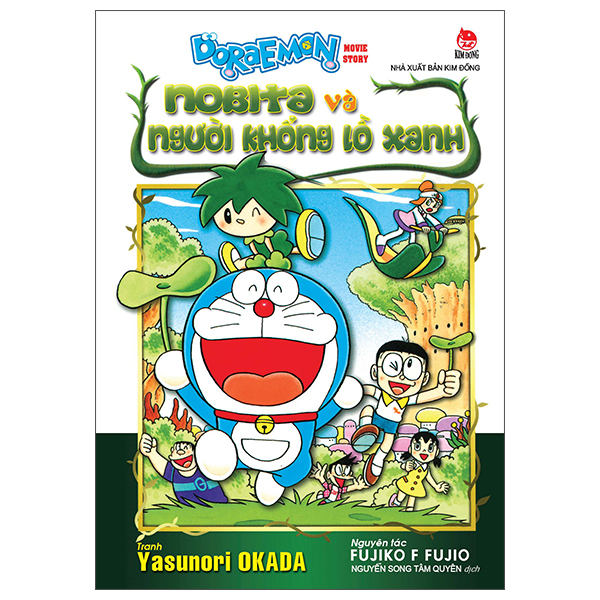 DORAEMON
MOVIE
STORY
KIM ĐỒNG
NHÀ XUẤT BẢN KIM ĐỒNG
NOBITA và
NGƯỜI KHỔNG LỒ XANH
G
Tranh
Yasunori OKADA
Nguyên tác
FUJIKO F FUJIO
NGUYỄN SONG TÂM QUYÊN dịch